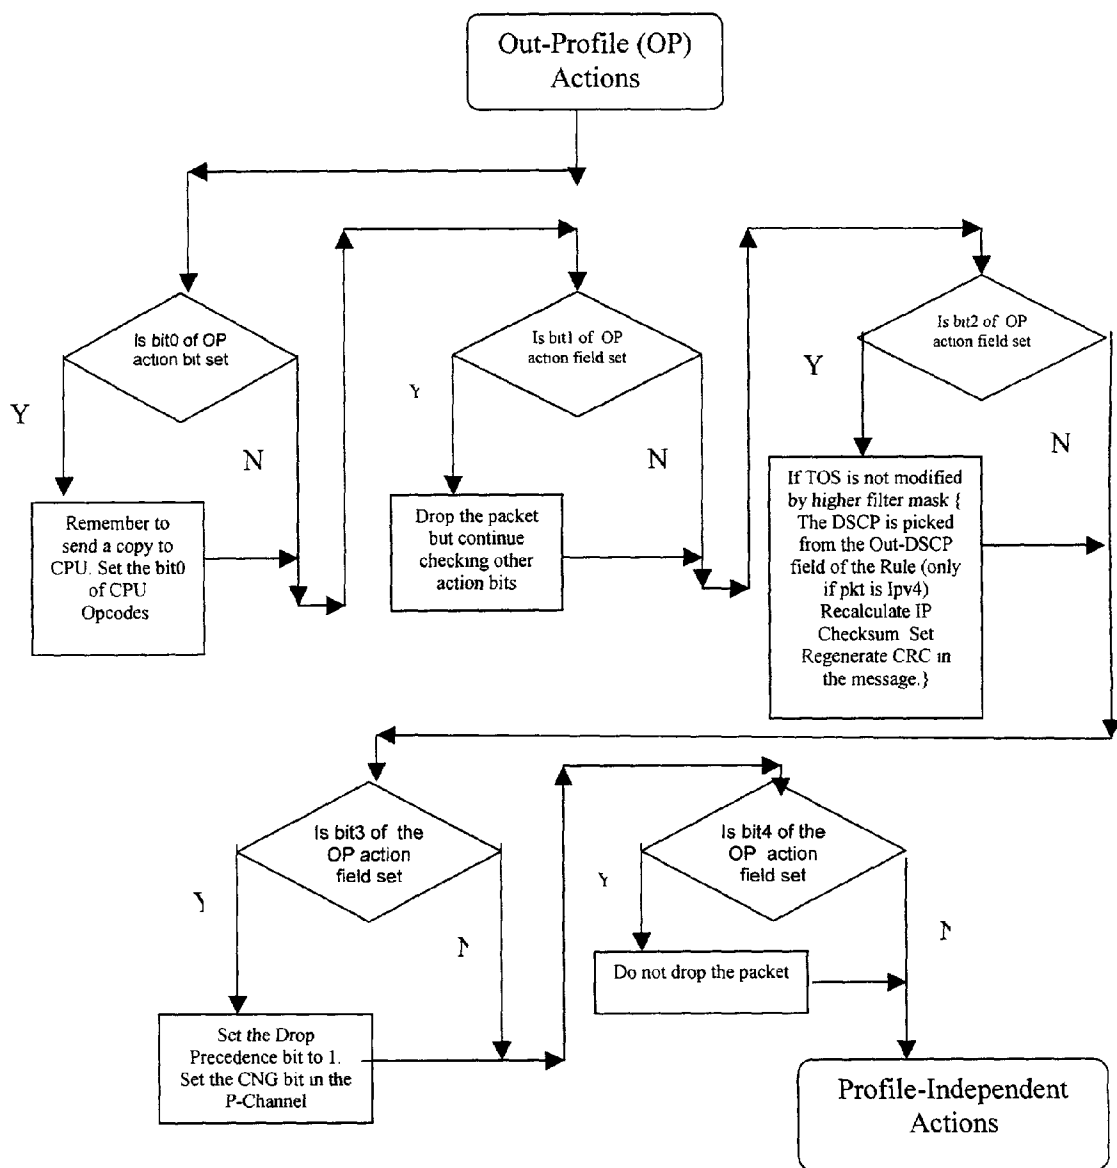 Out-Profile (OP)
Actions
Is bit0 of OP
action bit set
Is bit1 of OP
action field set
Is bit2 of OP
action field set
Y
N
Y
N
Y
N
Remember to
send a copy to
CPU. Set the bit0
of CPU
Opcodes
Drop the packet
but continue
checking other
action bits
If TOS is not modified
by higher filter mask {
The DSCP is picked
from the Out-DSCP
field of the Rule (only
if pkt is Ipv4)
Recalculate IP
Checksum Set
Regenerate CRC in
the message.}
Is bit3 of the
OP action
field set
Is bit4 of the
OP action
field set
Y
N
Y
N
Set the Drop
Precedence bit to 1.
Set the CNG bit in the
P-Channel
Do not drop the packet
Profile-Independent
Actions